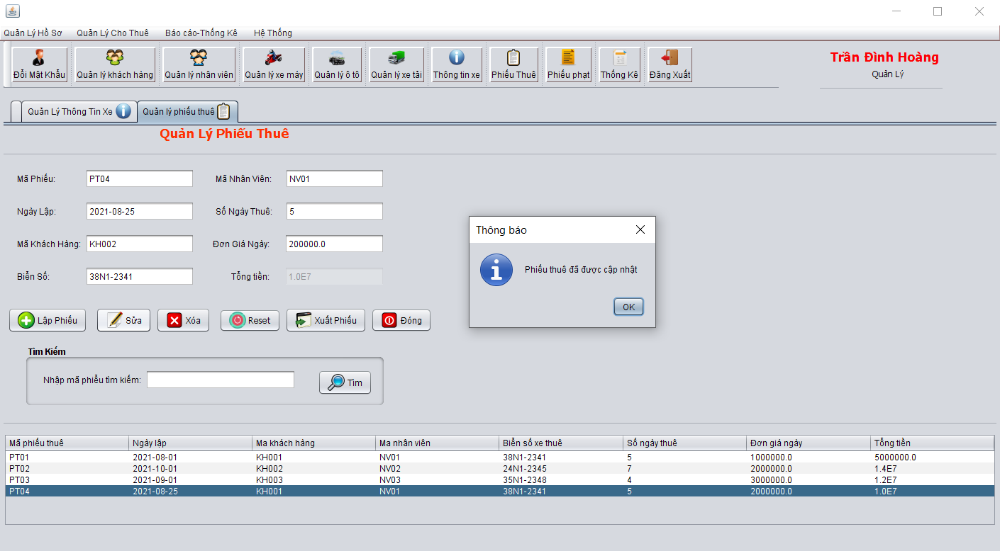 Quản Lý Hồ Sơ Quản Lý Cho Thuê Báo cáo-Thống Kê Hệ Thống
Đổi Mật Khẩu Quản lý khách hàng Quản lý nhân viên Quản lý xe máy Quản lý ô tô Quản lý xe tải Thông tin xe Phiếu Thuê Phiếu phạt Thống Kê Đăng Xuất
Trần Đình Hoàng
Quản Lý
Quản Lý Thông Tin Xe Quản lý phiếu thuê
Quản Lý Phiếu Thuê
Mã Phiếu: PT04 Mã Nhân Viên: NV01
Ngày Lập: 2021-08-25 Số Ngày Thuê: 5
Mã Khách Hàng: KH002 Đơn Giá Ngày: 200000.0
Biển Số: 38N1-2341 Tổng tiền: 1.0E7
Lập Phiếu Sửa Xóa Reset Xuất Phiếu Đóng
Thông báo
Phiếu thuê đã được cập nhật
OK
Tìm Kiếm
Nhập mã phiếu tìm kiếm: Tìm
Mã phiếu thuê Ngày lập Ma khách hàng Ma nhân viên Biển số xe thuê Số ngày thuê Đơn giá ngày Tổng tiền
PT01 2021-08-01 KH001 NV01 38N1-2341 5 1000000.0 5000000.0
PT02 2021-10-01 KH002 NV02 24N1-2345 7 2000000.0 1.4E7
PT03 2021-09-01 KH003 NV03 35N1-2348 4 3000000.0 1.2E7
PT04 2021-08-25 KH001 NV01 38N1-2341 5 2000000.0 1.0E7